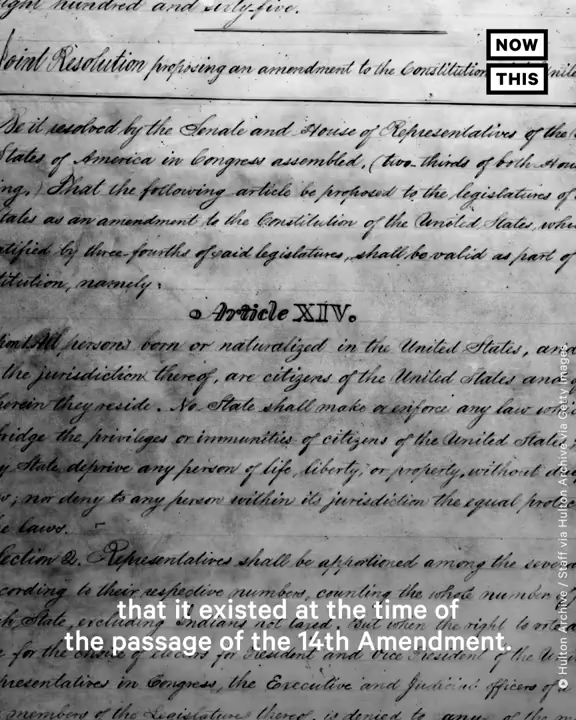 ight hundred and sixty-five.
NOW
THIS
Joint Resolution proposing an amendment to the Constitution
Be it resolved by the Senate and House of Representatives of the
States of America in Congress assembled, (two-thirds of both Hou
ing,) That the following article be proposed to the legislatures of
tates as an amendment to the Constitution of the United States, whi
atified by three-fourths of said legislatures, shall be valid as part of
titution, namely:
Article XIV.
All persons born or naturalized in the United States, and
the jurisdiction thereof, are citizens of the United States and
herein they reside. No State shall make or enforce any law whi
bridge the privileges or immunities of citizens of the United States
y State deprive any person of life, liberty, or property, without du
w; nor deny to any person within its jurisdiction the equal protec
he laws.
Section 2. Representatives shall be apportioned among the several
cording to their respective numbers, counting the whole number of
ch State, excluding Indians not taxed. But when the right to vote
that it existed at the time of
the passage of the 14th Amendment.
e for the choice of for President and Vice President of the Un
presentatives in Congress, the Executive and Judicial officers of
members of the Legislature thereof, is denied to any of the
© Hulton Archive / Staff via Hulton Archive via Getty Images